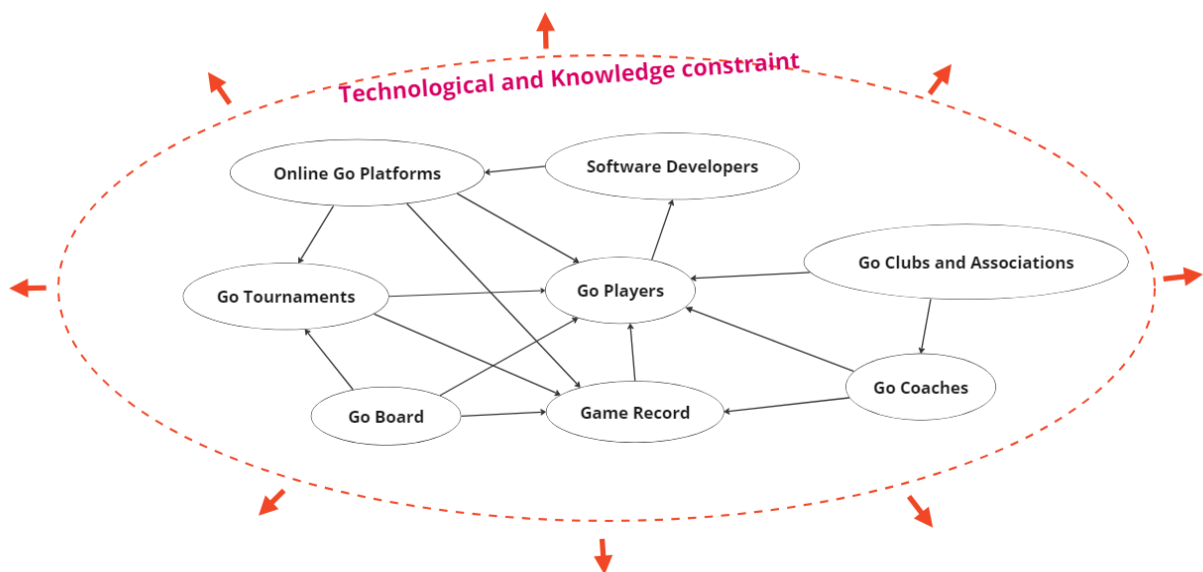 Technological and Knowledge constraint
Online Go Platforms
Software Developers
Go Clubs and Associations
Go Tournaments
Go Players
Go Coaches
Go Board
Game Record